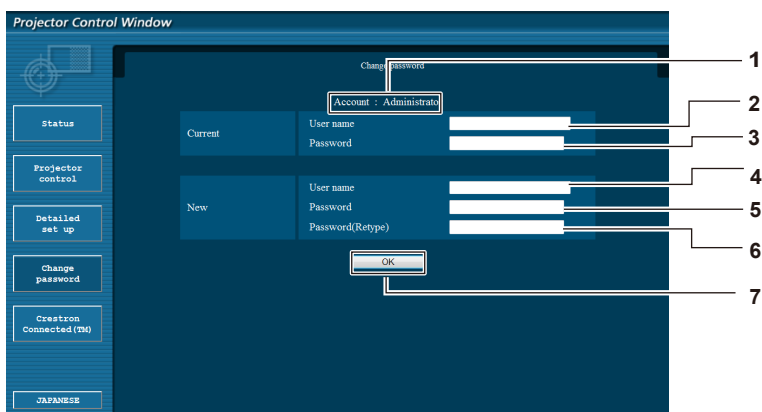 Projector Control Window
Change password
Account : Administrato
Status
Projector
control
Detailed
set up
Change
password
Crestron
Connected(TM)
JAPANESE
Current
User name
Password
New
User name
Password
Password(Retype)
OK
1
2
3
4
5
6
7